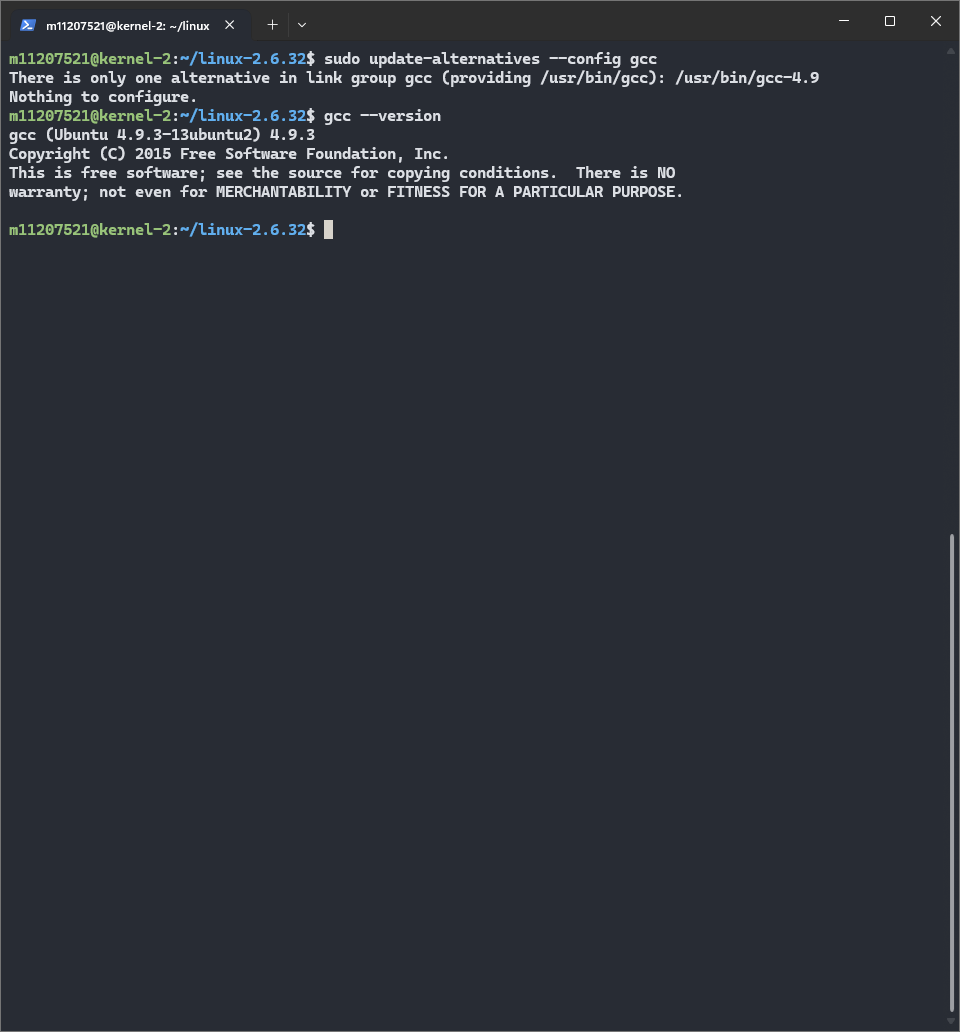 m11207521@kernel-2: ~/linux
m11207521@kernel-2:~/linux-2.6.32$ sudo update-alternatives --config gcc
There is only one alternative in link group gcc (providing /usr/bin/gcc): /usr/bin/gcc-4.9
Nothing to configure.
m11207521@kernel-2:~/linux-2.6.32$ gcc --version
gcc (Ubuntu 4.9.3-13ubuntu2) 4.9.3
Copyright (C) 2015 Free Software Foundation, Inc.
This is free software; see the source for copying conditions.  There is NO
warranty; not even for MERCHANTABILITY or FITNESS FOR A PARTICULAR PURPOSE.
m11207521@kernel-2:~/linux-2.6.32$